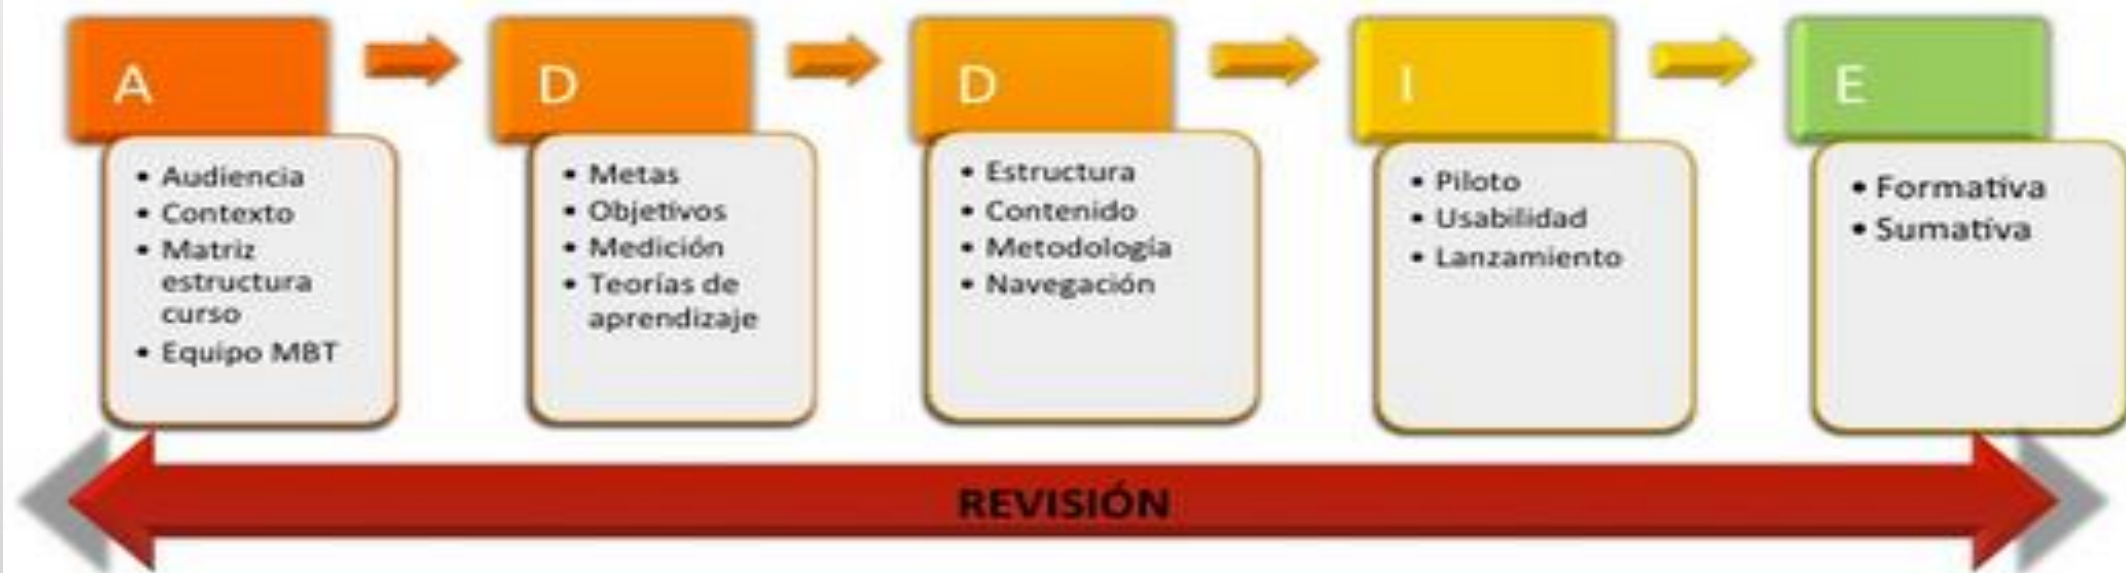 A
• Audiencia
• Contexto
• Matriz
estructura
curso
• Equipo MBT
D
• Metas
• Objetivos
• Medición
• Teorías de
aprendizaje
D
• Estructura
• Contenido
• Metodología
• Navegación
I
• Piloto
• Usabilidad
• Lanzamiento
E
• Formativa
• Sumativa
REVISIÓN